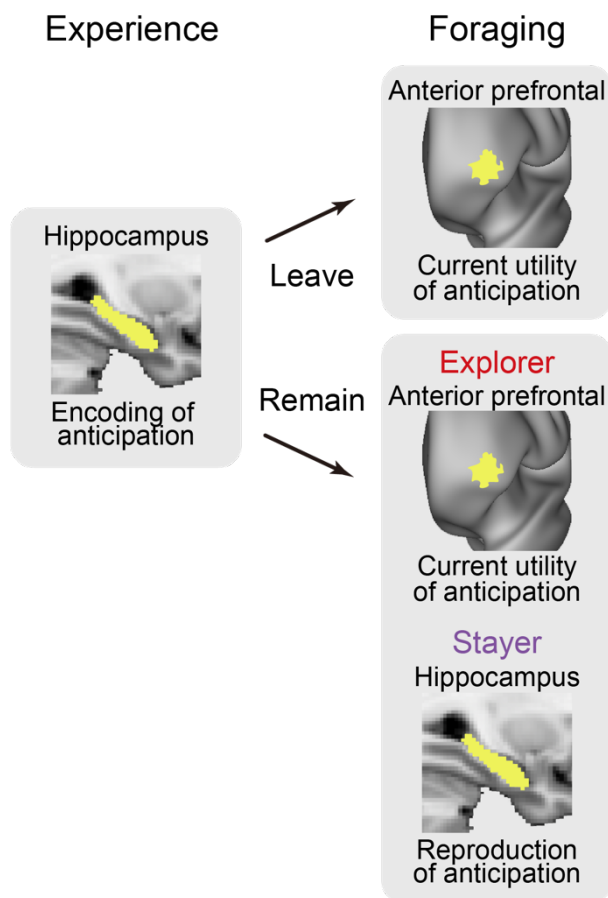 Experience
Foraging
Hippocampus
Encoding of
anticipation
Leave
Remain
Anterior prefrontal
Current utility
of anticipation
Explorer
Anterior prefrontal
Current utility
of anticipation
Stayer
Hippocampus
Reproduction
of anticipation